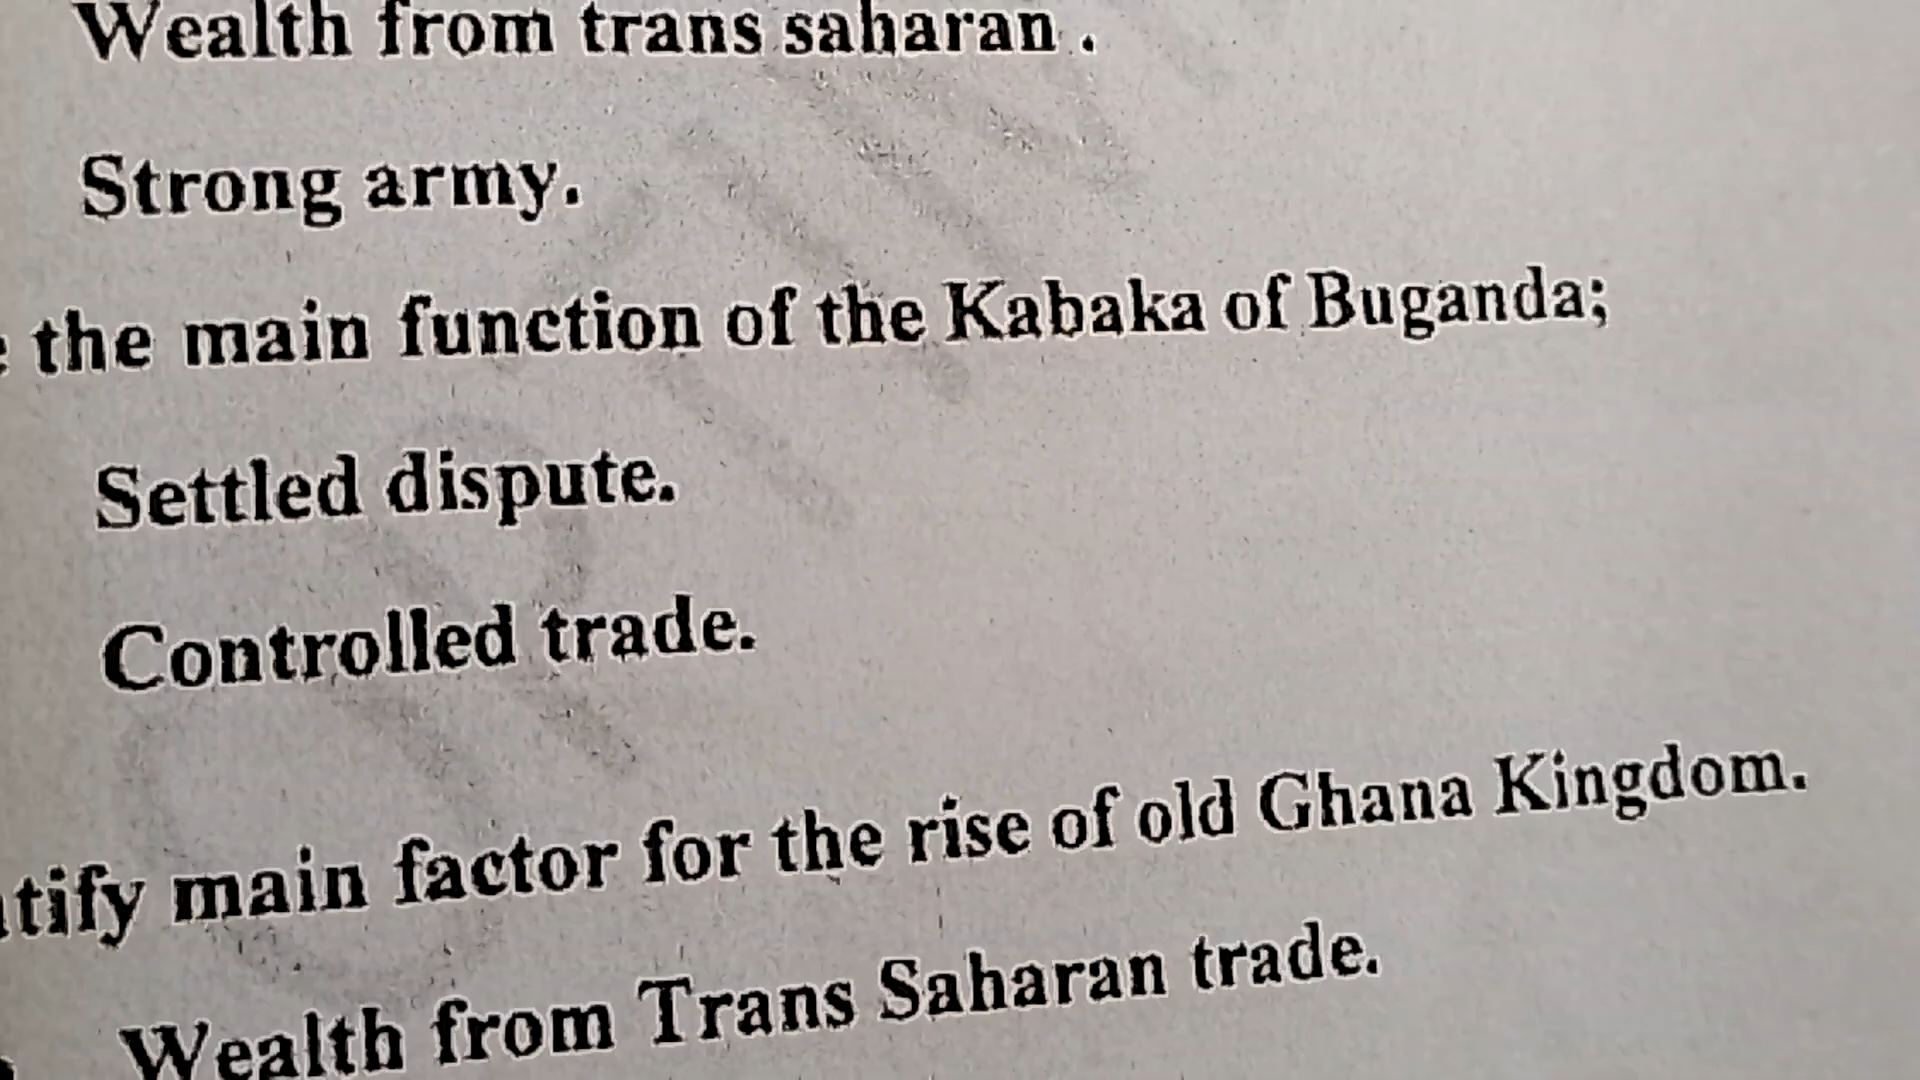 Wealth from trans saharan .
Strong army.
the main function of the Kabaka of Buganda;
Settled dispute.
Controlled trade.
tify main factor for the rise of old Ghana Kingdom.
Wealth from Trans Saharan trade.